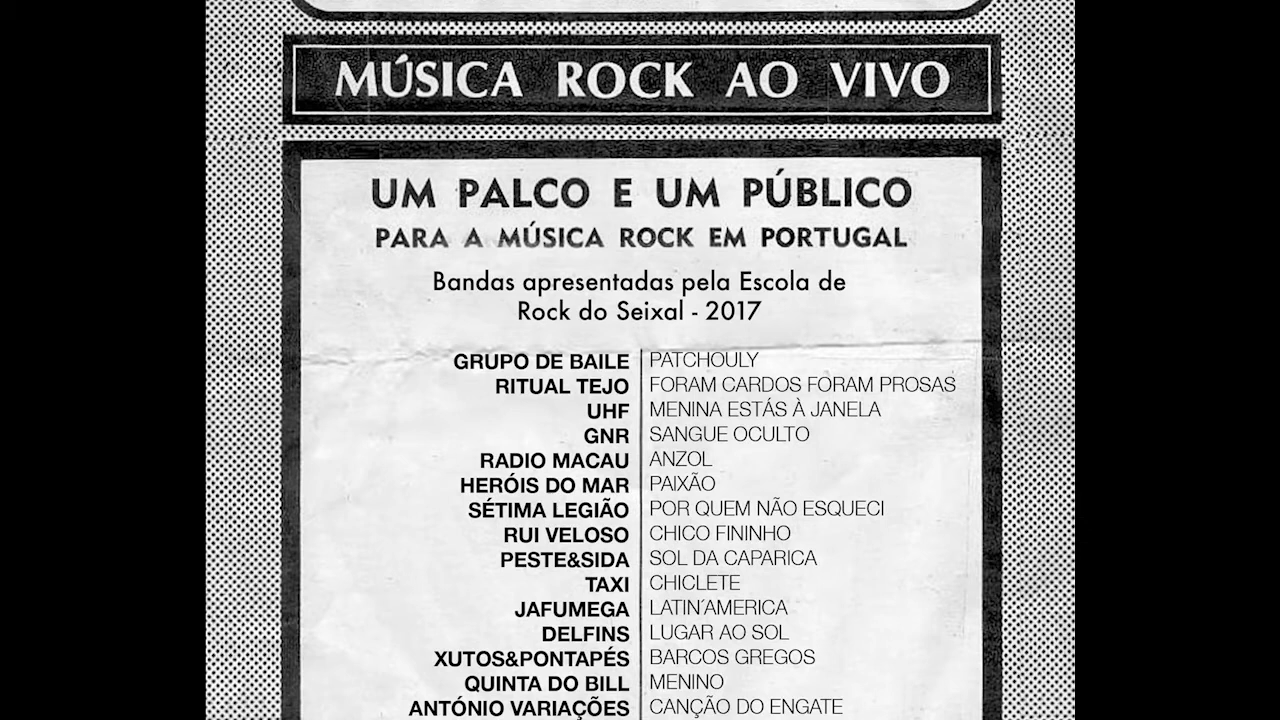 MÚSICA ROCK AO VIVO
UM PALCO E UM PÚBLICO
PARA A MÚSICA ROCK EM PORTUGAL
Bandas apresentadas pela Escola de
Rock do Seixal - 2017
GRUPO DE BAILE PATCHOULY
RITUAL TEJO FORAM CARDOS FORAM PROSAS
UHF MENINA ESTÁS À JANELA
GNR SANGUE OCULTO
RADIO MACAU ANZOL
HERÓIS DO MAR PAIXÃO
SÉTIMA LEGIÃO POR QUEM NÃO ESQUECI
RUI VELOSO CHICO FININHO
PESTE&SIDA SOL DA CAPARICA
TAXI CHICLETE
JAFUMEGA LATIN´AMERICA
DELFINS LUGAR AO SOL
XUTOS&PONTAPÉS BARCOS GREGOS
QUINTA DO BILL MENINO
ANTÓNIO VARIAÇÕES CANÇÃO DO ENGATE